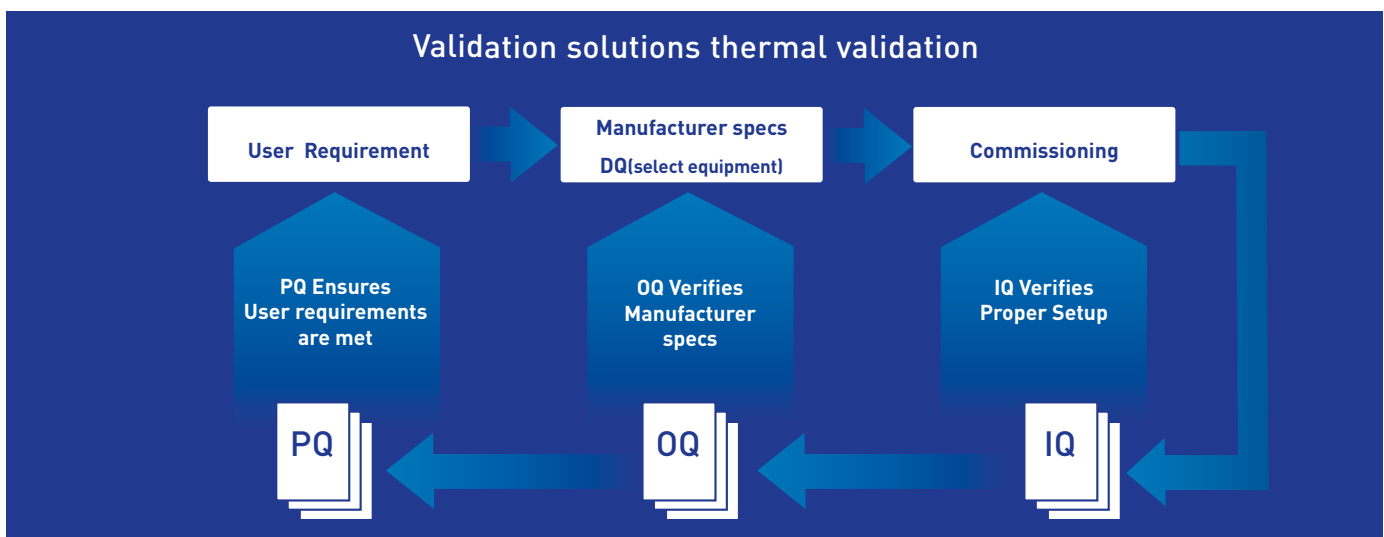 Validation solutions thermal validation
User Requirement
Manufacturer specs
DQ(select equipment)
Commissioning
PQ Ensures
User requirements
are met
OQ Verifies
Manufacturer
specs
IQ Verifies
Proper Setup
PQ
OQ
IQ